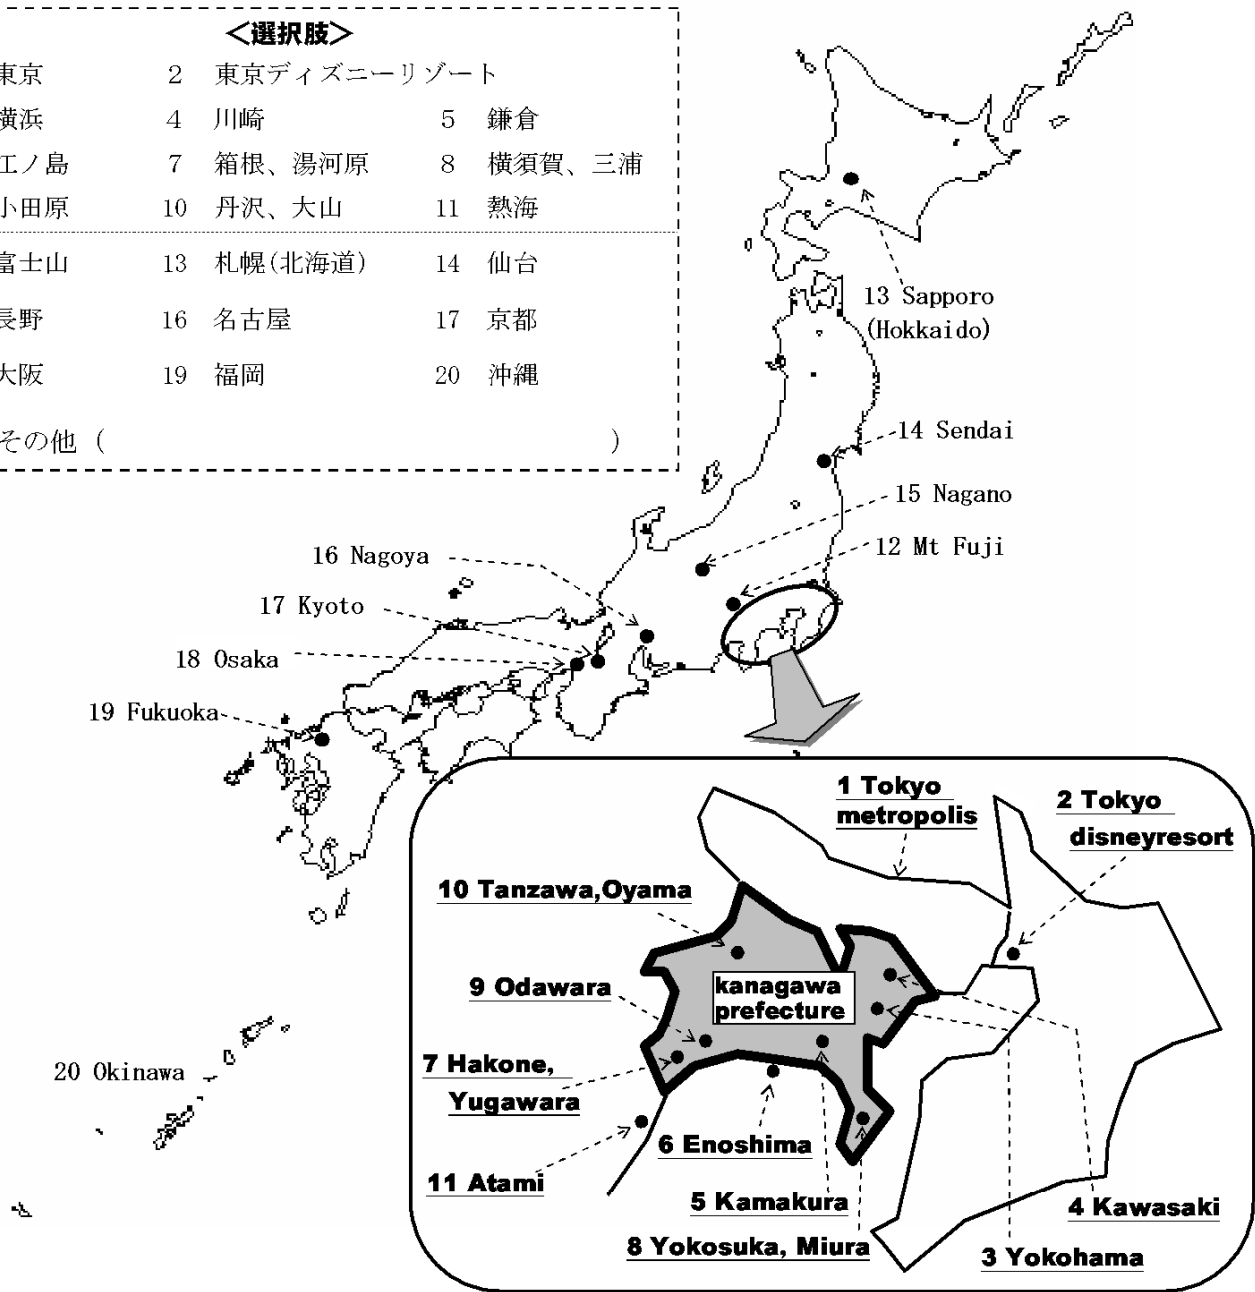 ＜選択肢＞
東京 2 東京ディズニーリゾート
横浜 4 川崎 5 鎌倉
江ノ島 7 箱根、湯河原 8 横須賀、三浦
小田原 10 丹沢、大山 11 熱海
富士山 13 札幌(北海道) 14 仙台
長野 16 名古屋 17 京都
大阪 19 福岡 20 沖縄
その他 ( )
13 Sapporo
(Hokkaido)
14 Sendai
15 Nagano
12 Mt Fuji
16 Nagoya
17 Kyoto
18 Osaka
19 Fukuoka
20 Okinawa
1 Tokyo
metropolis
2 Tokyo
disneyresort
10 Tanzawa,Oyama
9 Odawara
kanagawa
prefecture
7 Hakone,
Yugawara
6 Enoshima
11 Atami
5 Kamakura
4 Kawasaki
8 Yokosuka, Miura
3 Yokohama